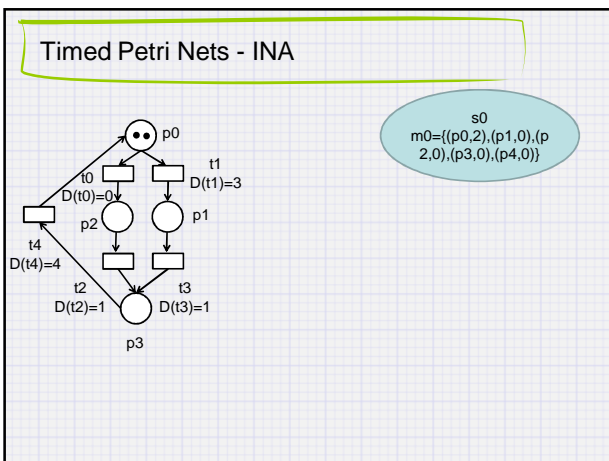 Timed Petri Nets - INA
s0
m0={(p0,2),(p1,0),(p
2,0),(p3,0),(p4,0)}
p0
t1
D(t1)=3
t0
D(t0)=0
p2
p1
t4
D(t4)=4
t2
D(t2)=1
t3
D(t3)=1
p3